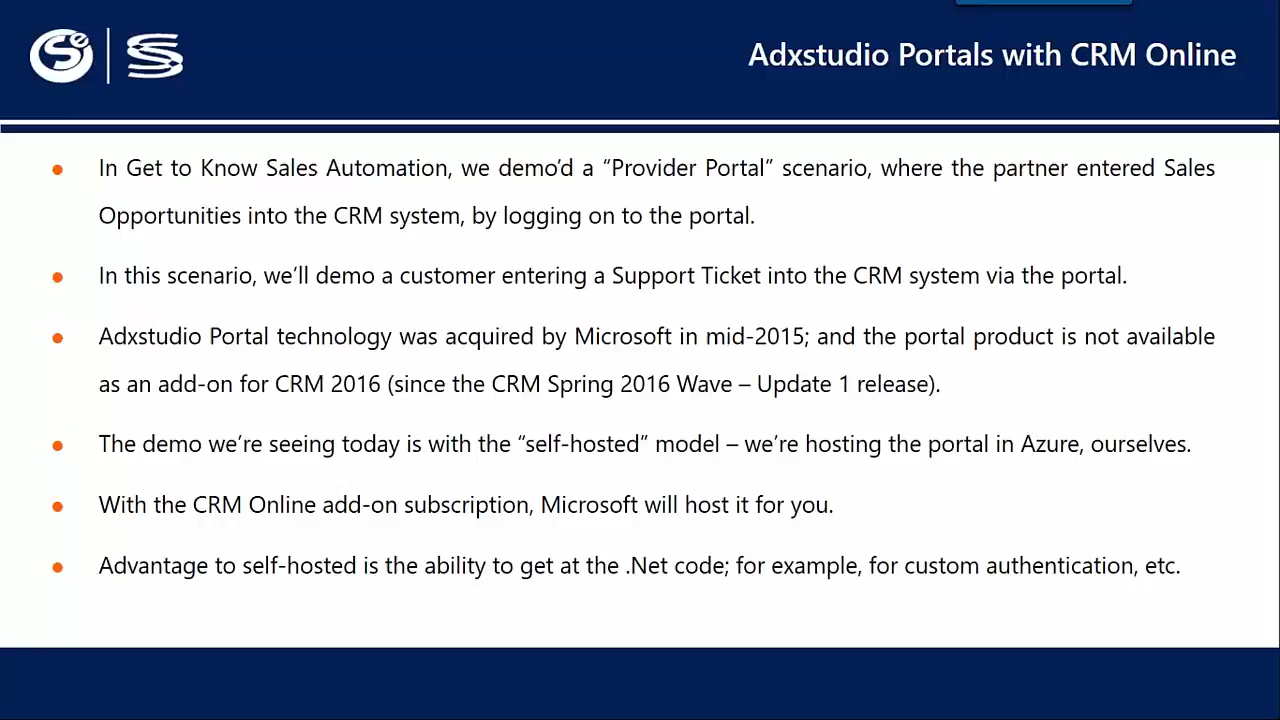 Adxstudio Portals with CRM Online
In Get to Know Sales Automation, we demo’d a “Provider Portal” scenario, where the partner entered Sales
Opportunities into the CRM system, by logging on to the portal.
In this scenario, we’ll demo a customer entering a Support Ticket into the CRM system via the portal.
Adxstudio Portal technology was acquired by Microsoft in mid-2015; and the portal product is not available
as an add-on for CRM 2016 (since the CRM Spring 2016 Wave – Update 1 release).
The demo we’re seeing today is with the “self-hosted” model – we’re hosting the portal in Azure, ourselves.
With the CRM Online add-on subscription, Microsoft will host it for you.
Advantage to self-hosted is the ability to get at the .Net code; for example, for custom authentication, etc.